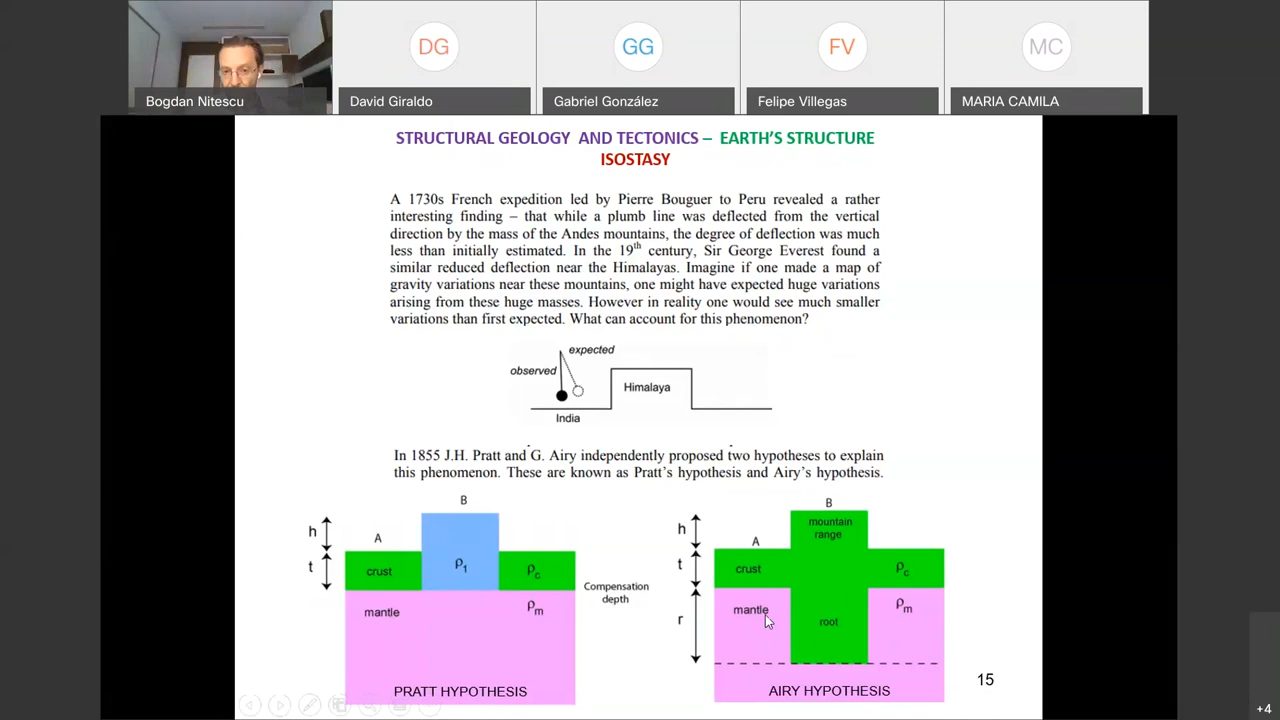 DG
GG
FV
MC
Bogdan Nitescu
David Giraldo
Gabriel González
Felipe Villegas
MARIA CAMILA
STRUCTURAL GEOLOGY AND TECTONICS – EARTH'S STRUCTURE
ISOSTASY
A 1730s French expedition led by Pierre Bouguer to Peru revealed a rather
interesting finding – that while a plumb line was deflected from the vertical
direction by the mass of the Andes mountains, the degree of deflection was much
less than initially estimated. In the 19th century, Sir George Everest found a
similar reduced deflection near the Himalayas. Imagine if one made a map of
gravity variations near these mountains, one might have expected huge variations
arising from these huge masses. However in reality one would see much smaller
variations than first expected. What can account for this phenomenon?
expected
observed
Himalaya
India
In 1855 J.H. Pratt and G. Airy independently proposed two hypotheses to explain
this phenomenon. These are known as Pratt's hypothesis and Airy's hypothesis.
B
h
A
t
crust
ρ1
ρc
mantle
ρm
Compensation
depth
PRATT HYPOTHESIS
B
h
mountain
range
A
t
crust
ρc
mantle
ρm
r
root
AIRY HYPOTHESIS
15
+4